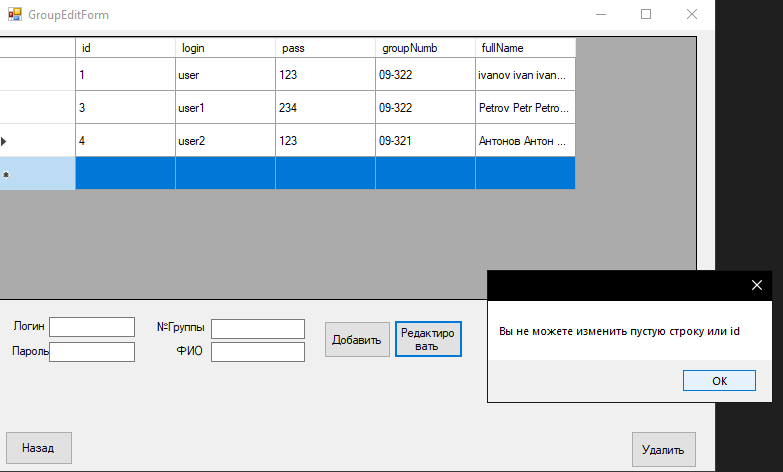 GroupEditForm
id login pass groupNumb fullName
1 user 123 09-322 ivanov ivan ivan...
3 user1 234 09-322 Petrov Petr Petro...
4 user2 123 09-321 Антонов Антон ...
Вы не можете изменить пустую строку или id
OK
Логин №Группы
Пароль ФИО
Добавить
Редактиро
вать
Назад
Удалить